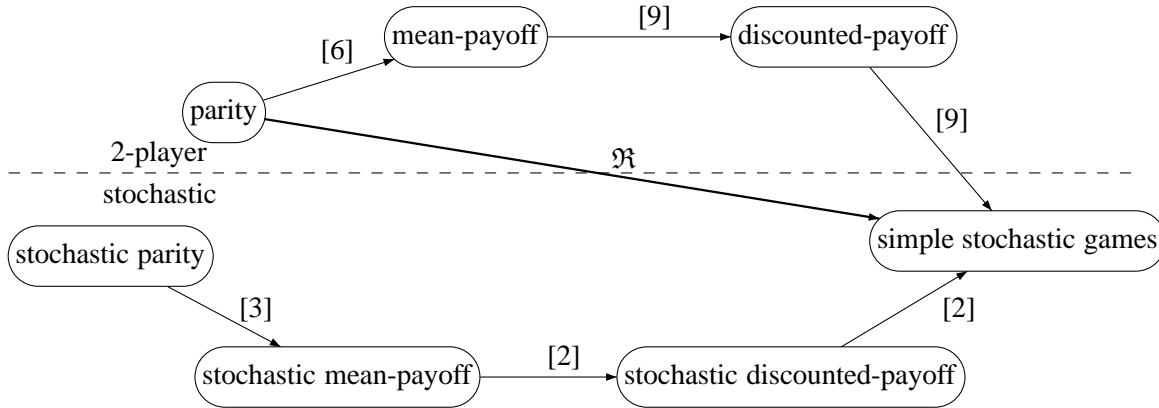 mean-payoff
[9]
discounted-payoff
[6]
parity
[9]
2-player
ℜ
stochastic
stochastic parity
simple stochastic games
[3]
[2]
stochastic mean-payoff
[2]
stochastic discounted-payoff